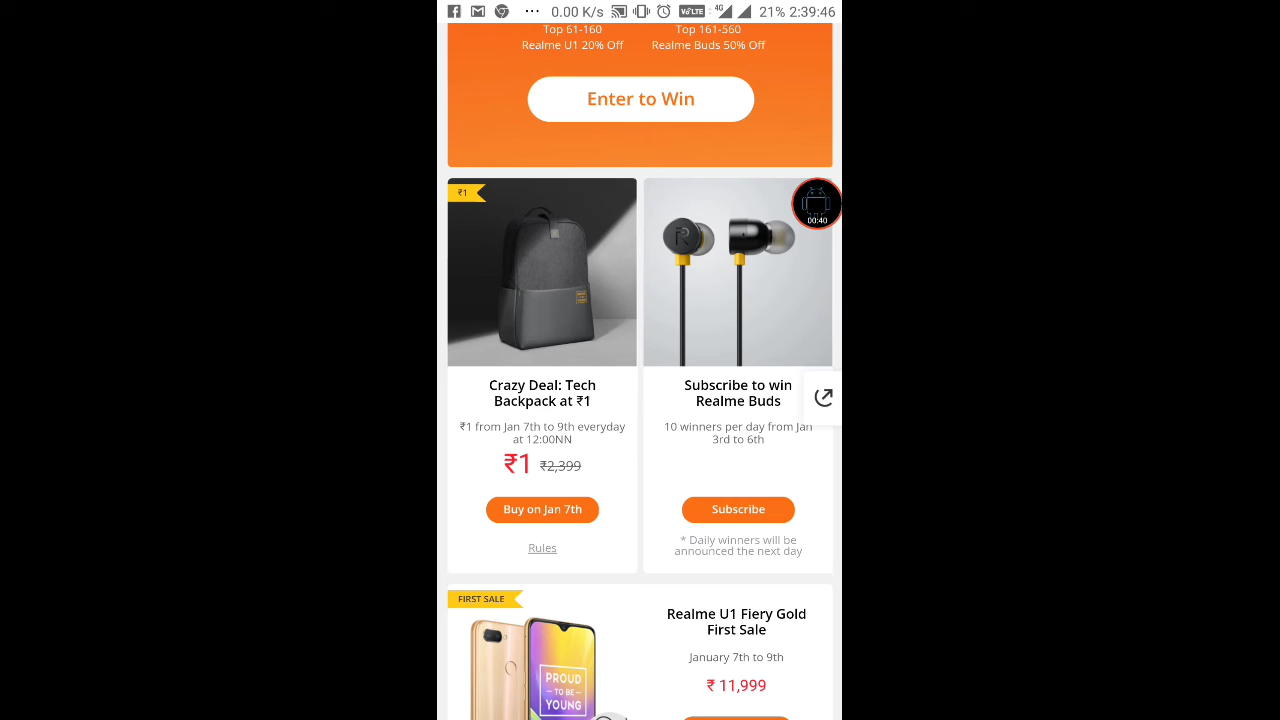 0.00 K/s
VoLTE
4G
21% 2:39:46
Top 61-160
Realme U1 20% Off
Top 161-560
Realme Buds 50% Off
Enter to Win
₹1
00:40
Crazy Deal: Tech
Backpack at ₹1
₹1 from Jan 7th to 9th everyday
at 12:00NN
₹1 ₹2,399
Buy on Jan 7th
Rules
Subscribe to win
Realme Buds
10 winners per day from Jan
3rd to 6th
Subscribe
* Daily winners will be
announced the next day
FIRST SALE
PROUD
TO BE
YOUNG
Realme U1 Fiery Gold
First Sale
January 7th to 9th
₹ 11,999